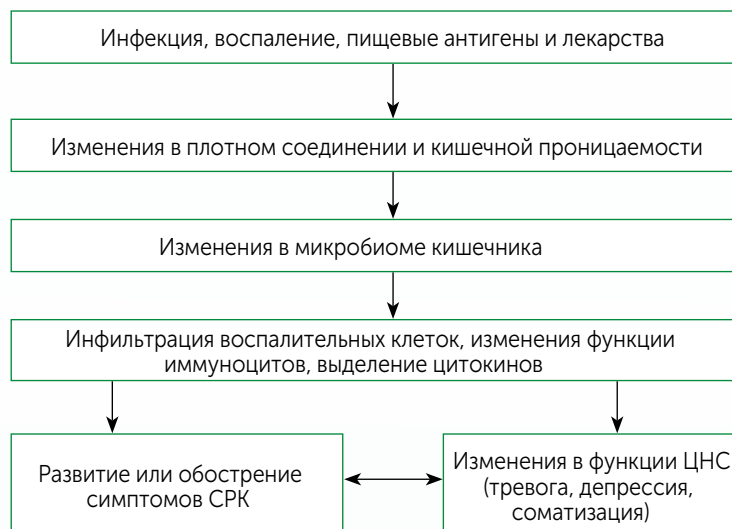 Инфекция, воспаление, пищевые антигены и лекарства
Изменения в плотном соединении и кишечной проницаемости
Изменения в микробиоме кишечника
Инфильтрация воспалительных клеток, изменения функции
иммуноцитов, выделение цитокинов
Развитие или обострение
симптомов СРК
Изменения в функции ЦНС
(тревога, депрессия,
соматизация)